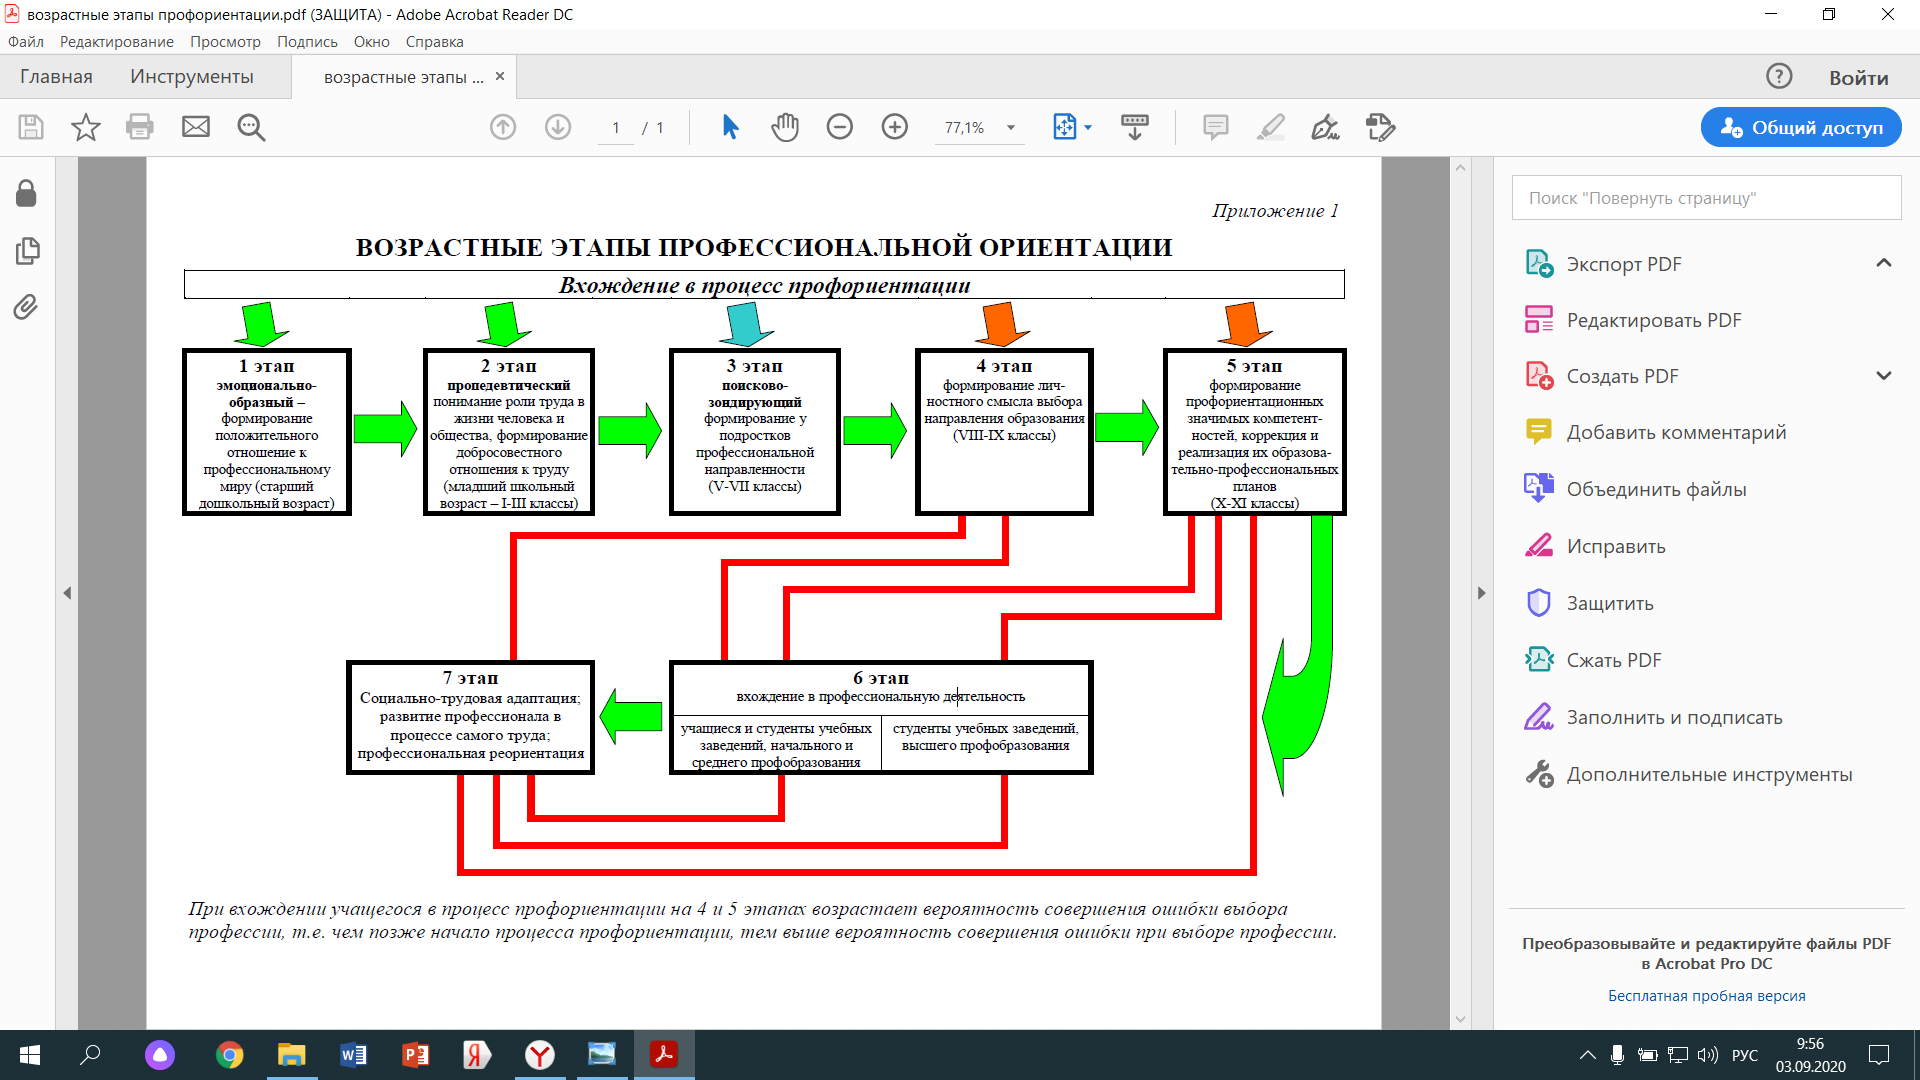 возрастные этапы профориентации.pdf (ЗАЩИТА) - Adobe Acrobat Reader DC
Файл Редактирование Просмотр Подпись Окно Справка
Главная Инструменты возрастные этапы ... × ? Войти
1 / 1 77,1% Общий доступ
Приложение 1
ВОЗРАСТНЫЕ ЭТАПЫ ПРОФЕССИОНАЛЬНОЙ ОРИЕНТАЦИИ
Вхождение в процесс профориентации
1 этап
эмоционально-
образный –
формирование
положительного
отношение к
профессиональному
миру (старший
дошкольный возраст)
2 этап
пропедевтический
понимание роли труда в
жизни человека и
общества, формирование
добросовестного
отношения к труду
(младший школьный
возраст – I-III классы)
3 этап
поисково-
зондирующий
формирование у
подростков
профессиональной
направленности
(V-VII классы)
4 этап
формирование лич-
ностного смысла выбора
направления образования
(VIII-IX классы)
5 этап
формирование
профориентационных
значимых компетент-
ностей, коррекция и
реализация их образова-
тельно-профессиональных
планов
(X-XI классы)
7 этап
Социально-трудовая адаптация;
развитие профессионала в
процессе самого труда;
профессиональная реориентация
6 этап
вхождение в профессиональную деятельность
учащиеся и студенты учебных
заведений, начального и
среднего профобразования
студенты учебных заведений,
высшего профобразования
При вхождении учащегося в процесс профориентации на 4 и 5 этапах возрастает вероятность совершения ошибки выбора
профессии, т.е. чем позже начало процесса профориентации, тем выше вероятность совершения ошибки при выборе профессии.
Поиск "Повернуть страницу"
Экспорт PDF
Редактировать PDF
Создать PDF
Добавить комментарий
Объединить файлы
Исправить
Защитить
Сжать PDF
Заполнить и подписать
Дополнительные инструменты
Преобразовывайте и редактируйте файлы PDF
в Acrobat Pro DC
Бесплатная пробная версия
РУС
9:56
03.09.2020